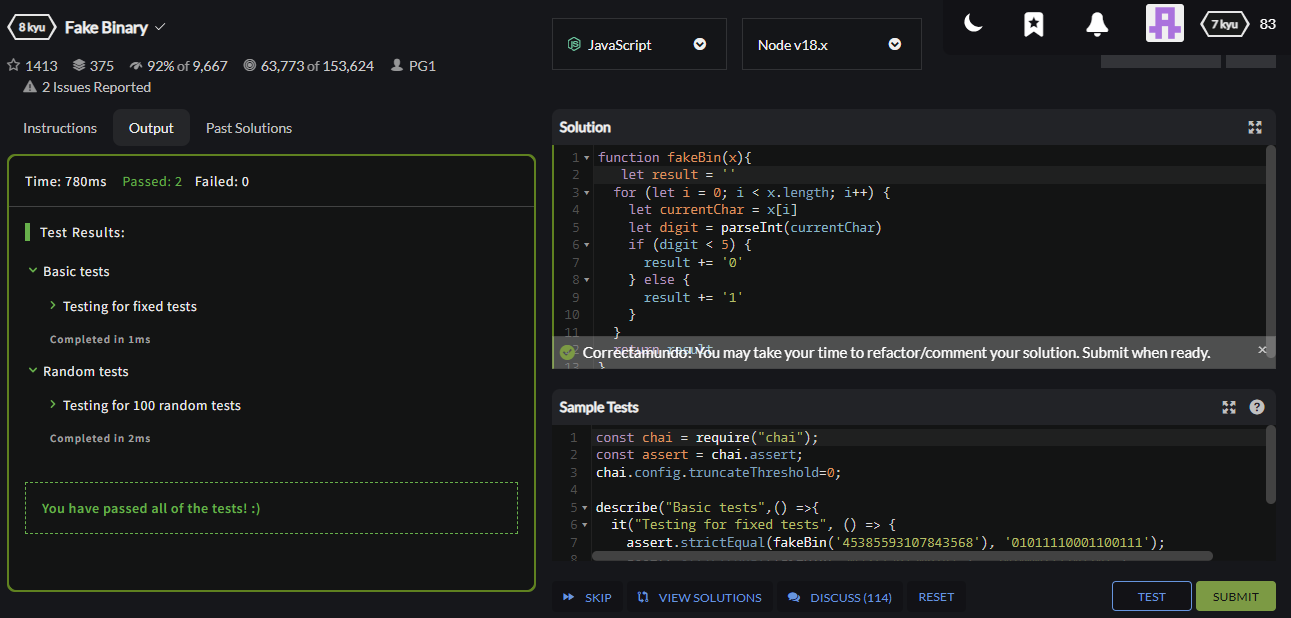 8 kyu Fake Binary
JavaScript
Node v18.x
7 kyu 83
1413 375 92% of 9,667 63,773 of 153,624 PG1
2 Issues Reported
Instructions Output Past Solutions
Time: 780ms Passed: 2 Failed: 0
Test Results:
Basic tests
Testing for fixed tests
Completed in 1ms
Random tests
Testing for 100 random tests
Completed in 2ms
You have passed all of the tests! :)
Solution
1 function fakeBin(x){
2 let result = ''
3 for (let i = 0; i < x.length; i++) {
4 let currentChar = x[i]
5 let digit = parseInt(currentChar)
6 if (digit < 5) {
7 result += '0'
8 } else {
9 result += '1'
10 }
11 }
12 return result
13 }
Correctamundo! You may take your time to refactor/comment your solution. Submit when ready. ×
Sample Tests
1 const chai = require("chai");
2 const assert = chai.assert;
3 chai.config.truncateThreshold=0;
4
5 describe("Basic tests",() =>{
6 it("Testing for fixed tests", () => {
7 assert.strictEqual(fakeBin('45385593107843568'), '01011110001100111');
8
SKIP VIEW SOLUTIONS DISCUSS (114) RESET TEST SUBMIT